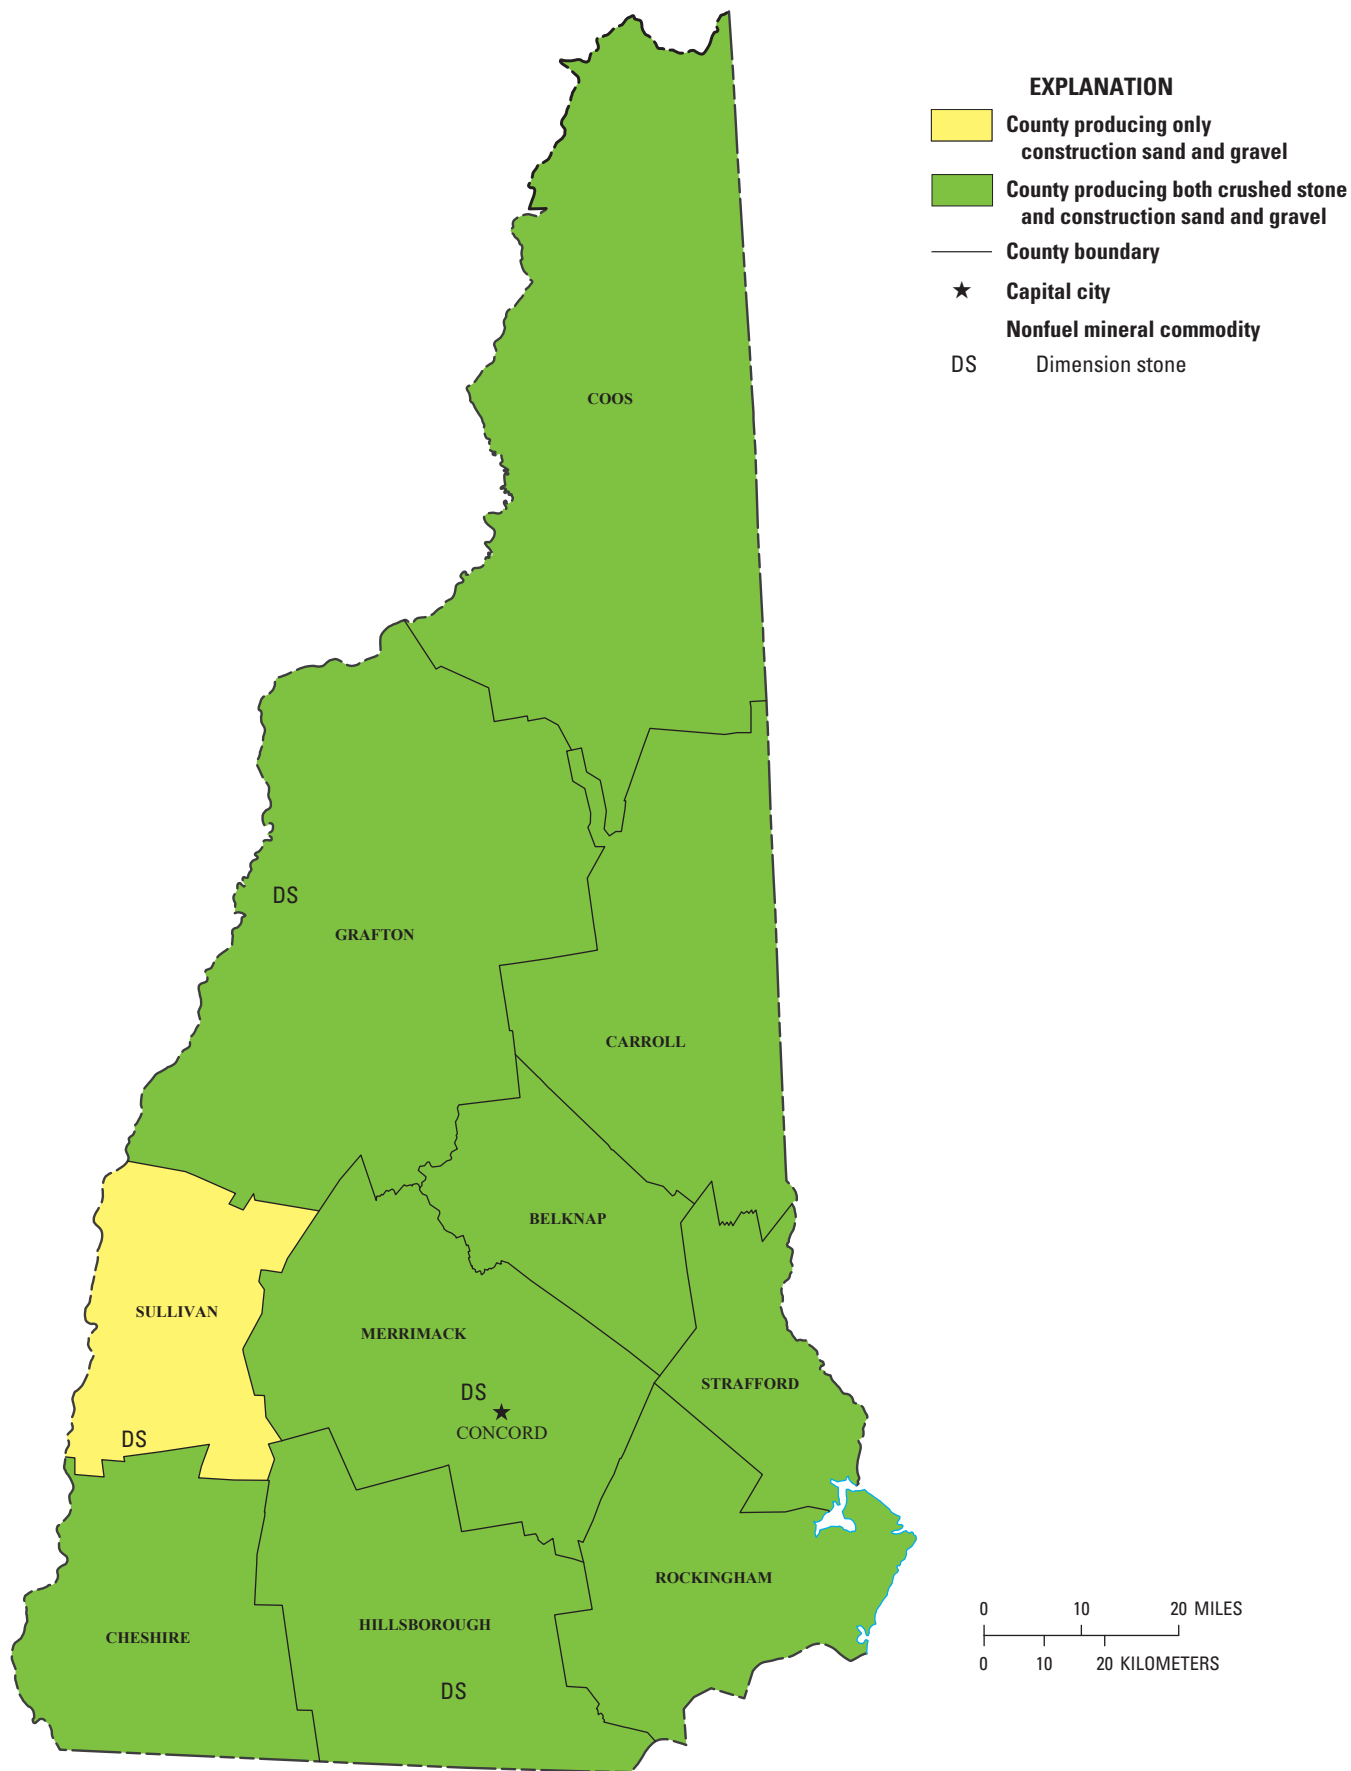 EXPLANATION
County producing only
construction sand and gravel
County producing both crushed stone
and construction sand and gravel
County boundary
Capital city
Nonfuel mineral commodity
DS Dimension stone
COOS
DS
GRAFTON
CARROLL
BELKNAP
SULLIVAN
MERRIMACK
STRAFFORD
DS
CONCORD
DS
ROCKINGHAM
HILLSBOROUGH
CHESHIRE
DS
0 10 20 MILES
0 10 20 KILOMETERS